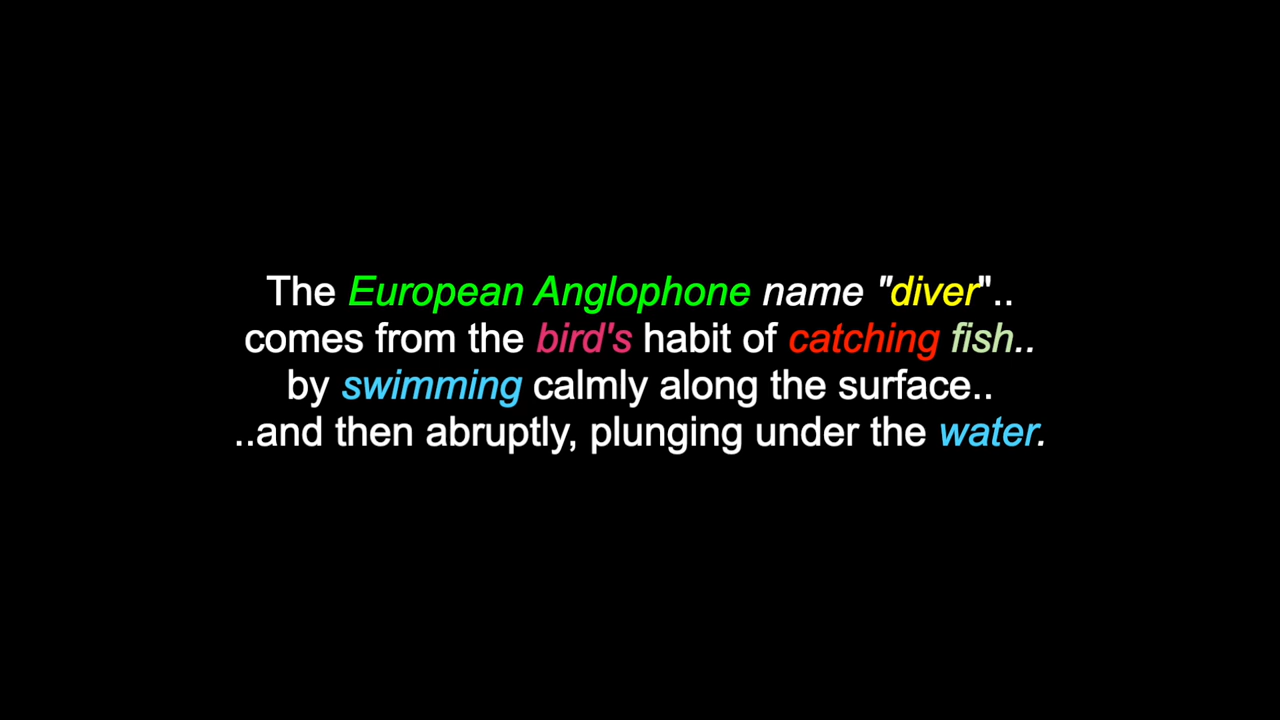 The European Anglophone name "diver"..
comes from the bird's habit of catching fish..
by swimming calmly along the surface..
..and then abruptly, plunging under the water.